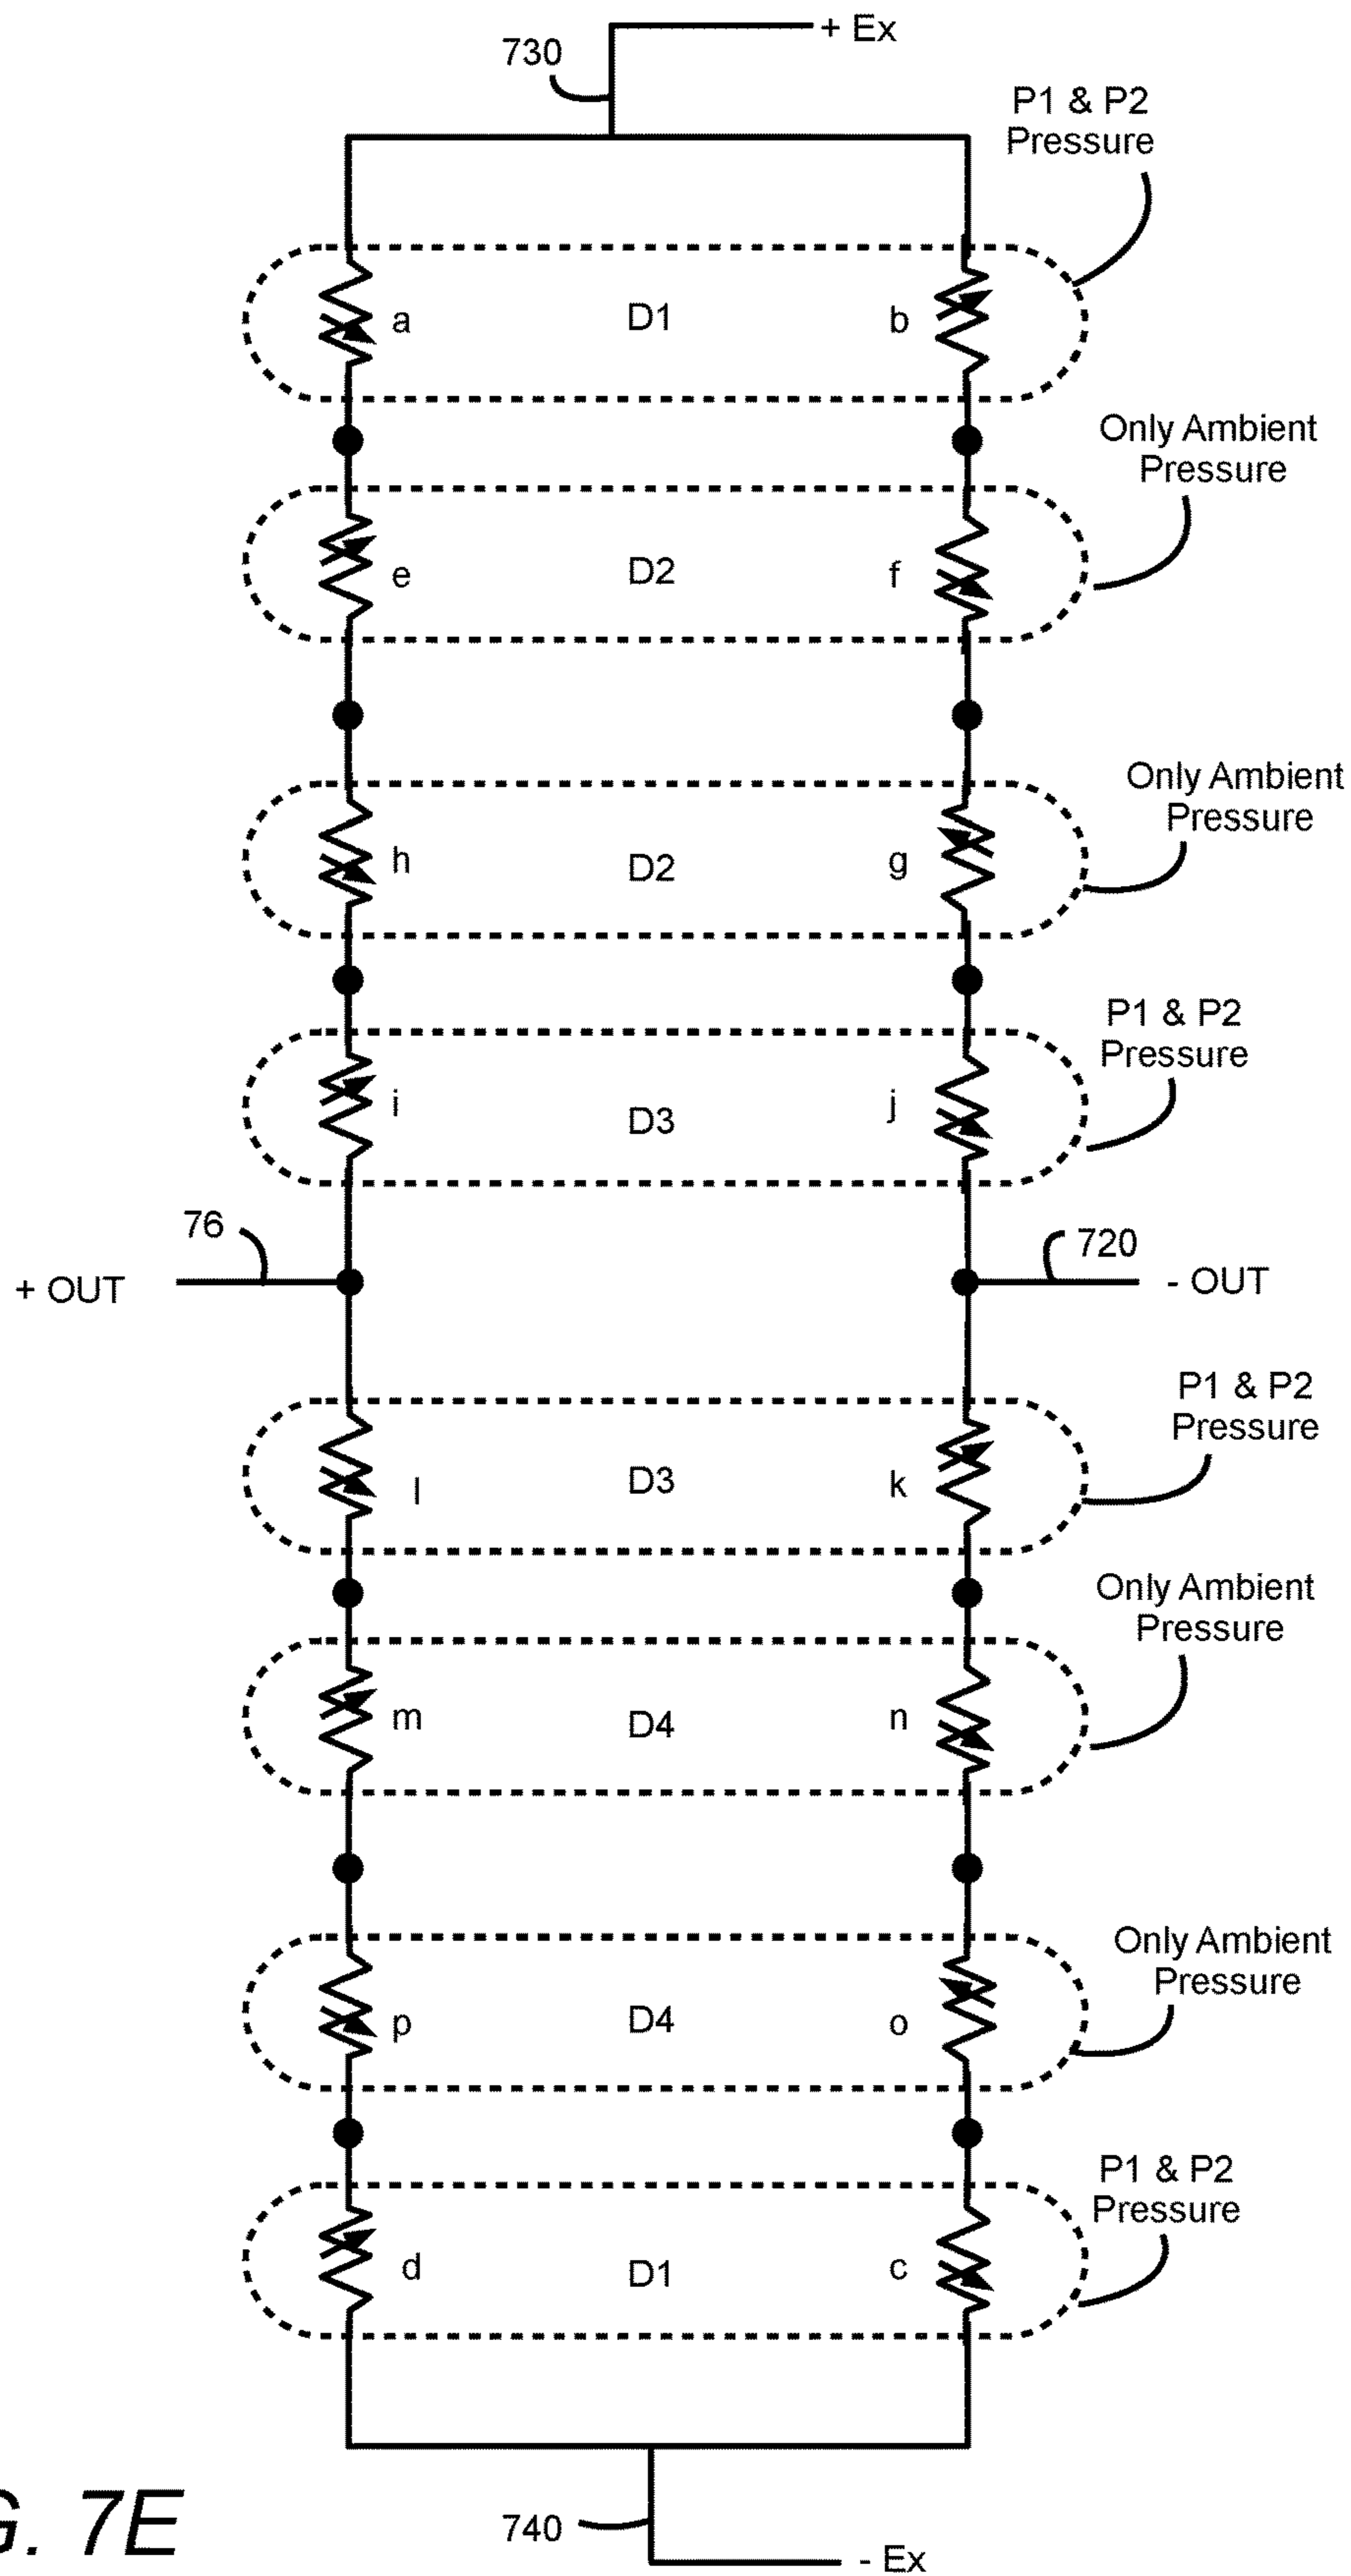 + Ex
730
P1 & P2
Pressure
a
D1
b
Only Ambient
Pressure
e
D2
f
Only Ambient
Pressure
h
D2
g
P1 & P2
Pressure
i
D3
j
76
720
+ OUT
- OUT
P1 & P2
Pressure
l
D3
k
Only Ambient
Pressure
m
D4
n
Only Ambient
Pressure
p
D4
o
P1 & P2
Pressure
d
D1
c
G. 7E
740
- Ex